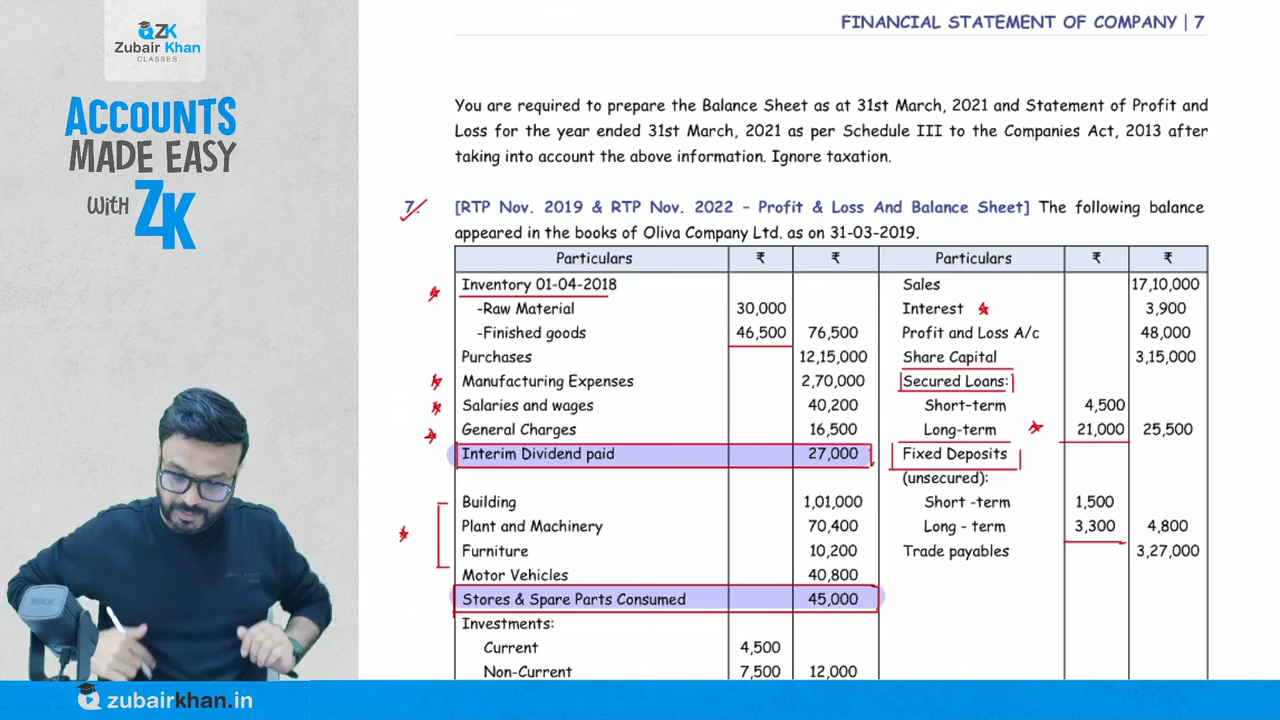 ZK
Zubair Khan
CLASSES
ACCOUNTS
MADE EASY
with ZK
FINANCIAL STATEMENT OF COMPANY | 7
You are required to prepare the Balance Sheet as at 31st March, 2021 and Statement of Profit and
Loss for the year ended 31st March, 2021 as per Schedule III to the Companies Act, 2013 after
taking into account the above information. Ignore taxation.
7. [RTP Nov. 2019 & RTP Nov. 2022 – Profit & Loss And Balance Sheet] The following balance
appeared in the books of Oliva Company Ltd. as on 31-03-2019.
Particulars ₹ ₹ Particulars ₹ ₹
Inventory 01-04-2018 Sales 17,10,000
-Raw Material 30,000 Interest 3,900
-Finished goods 46,500 76,500 Profit and Loss A/c 48,000
Purchases 12,15,000 Share Capital 3,15,000
Manufacturing Expenses 2,70,000 Secured Loans:
Salaries and wages 40,200 Short-term 4,500
General Charges 16,500 Long-term 21,000 25,500
Interim Dividend paid 27,000 Fixed Deposits
(unsecured):
Building 1,01,000 Short -term 1,500
Plant and Machinery 70,400 Long - term 3,300 4,800
Furniture 10,200 Trade payables 3,27,000
Motor Vehicles 40,800
Stores & Spare Parts Consumed 45,000
Investments:
Current 4,500
Non-Current 7,500 12,000
RØDE
zubairkhan.in